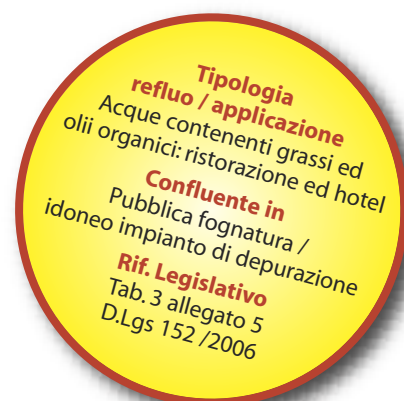 Tipologia
refluo / applicazione
Acque contenenti grassi ed
olii organici: ristorazione ed hotel
Confluente in
Pubblica fognatura /
idoneo impianto di depurazione
Rif. Legislativo
Tab. 3 allegato 5
D.Lgs 152 /2006